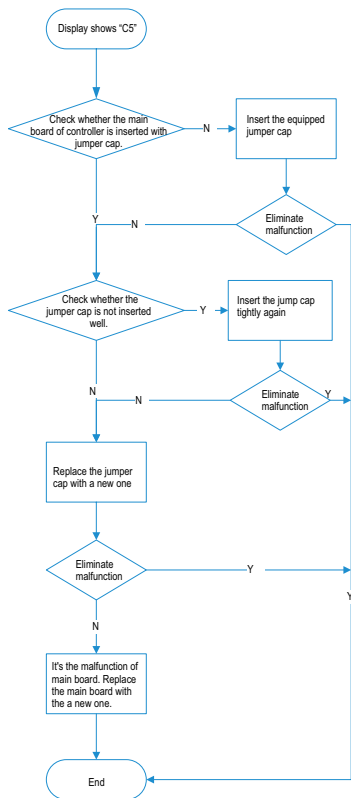 Display shows “C5”
Check whether the main
board of controller is inserted with
jumper cap.
N
Insert the equipped
jumper cap
Y
N
Eliminate
malfunction
Check whether the
jumper cap is not inserted
well.
Y
Insert the jump cap
tightly again
N
N
Eliminate
malfunction
Y
Replace the jumper
cap with a new one
Eliminate
malfunction
Y
Y
N
It's the malfunction of
main board. Replace
the main board with
the a new one.
End